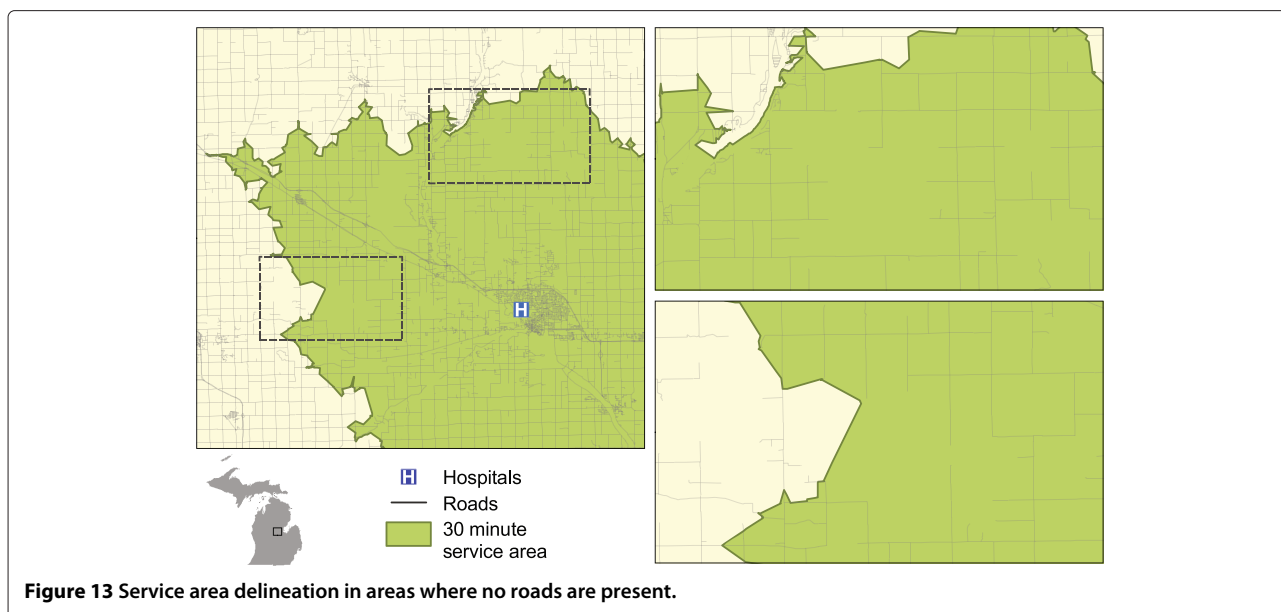 H
H Hospitals
Roads
30 minute
service area
Figure 13 Service area delineation in areas where no roads are present.